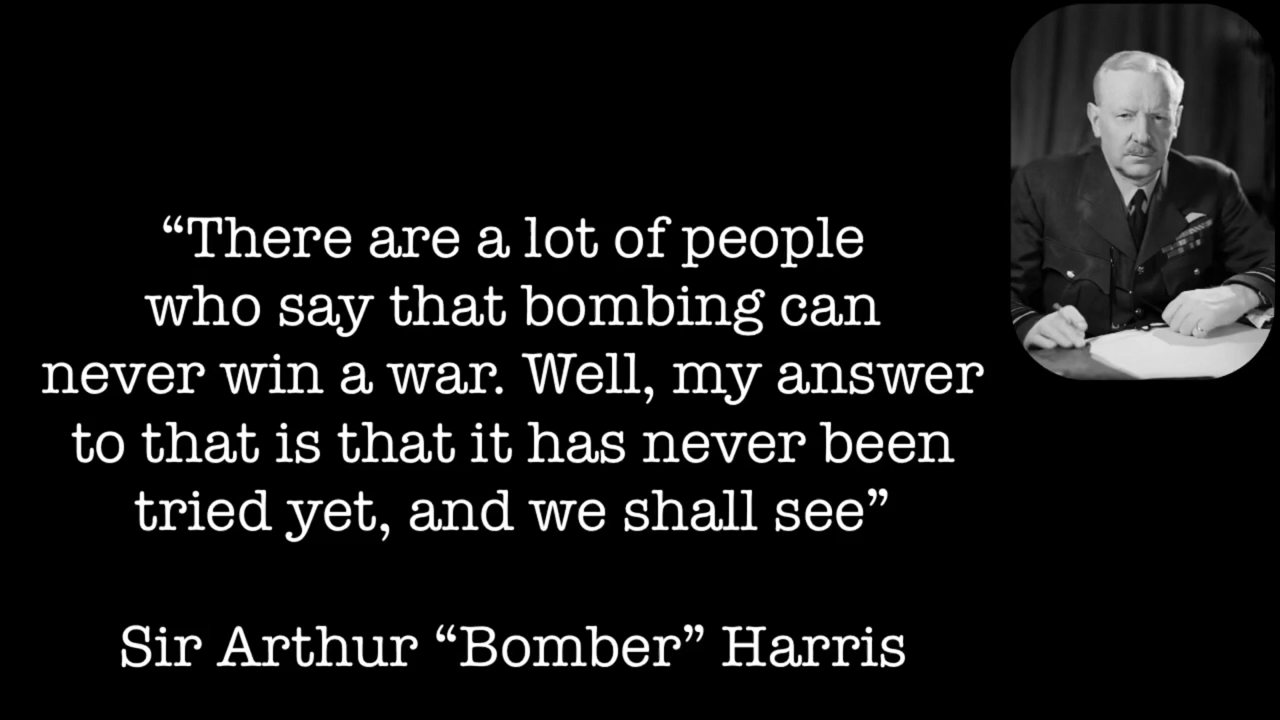 “There are a lot of people
who say that bombing can
never win a war. Well, my answer
to that is that it has never been
tried yet, and we shall see”
Sir Arthur “Bomber” Harris